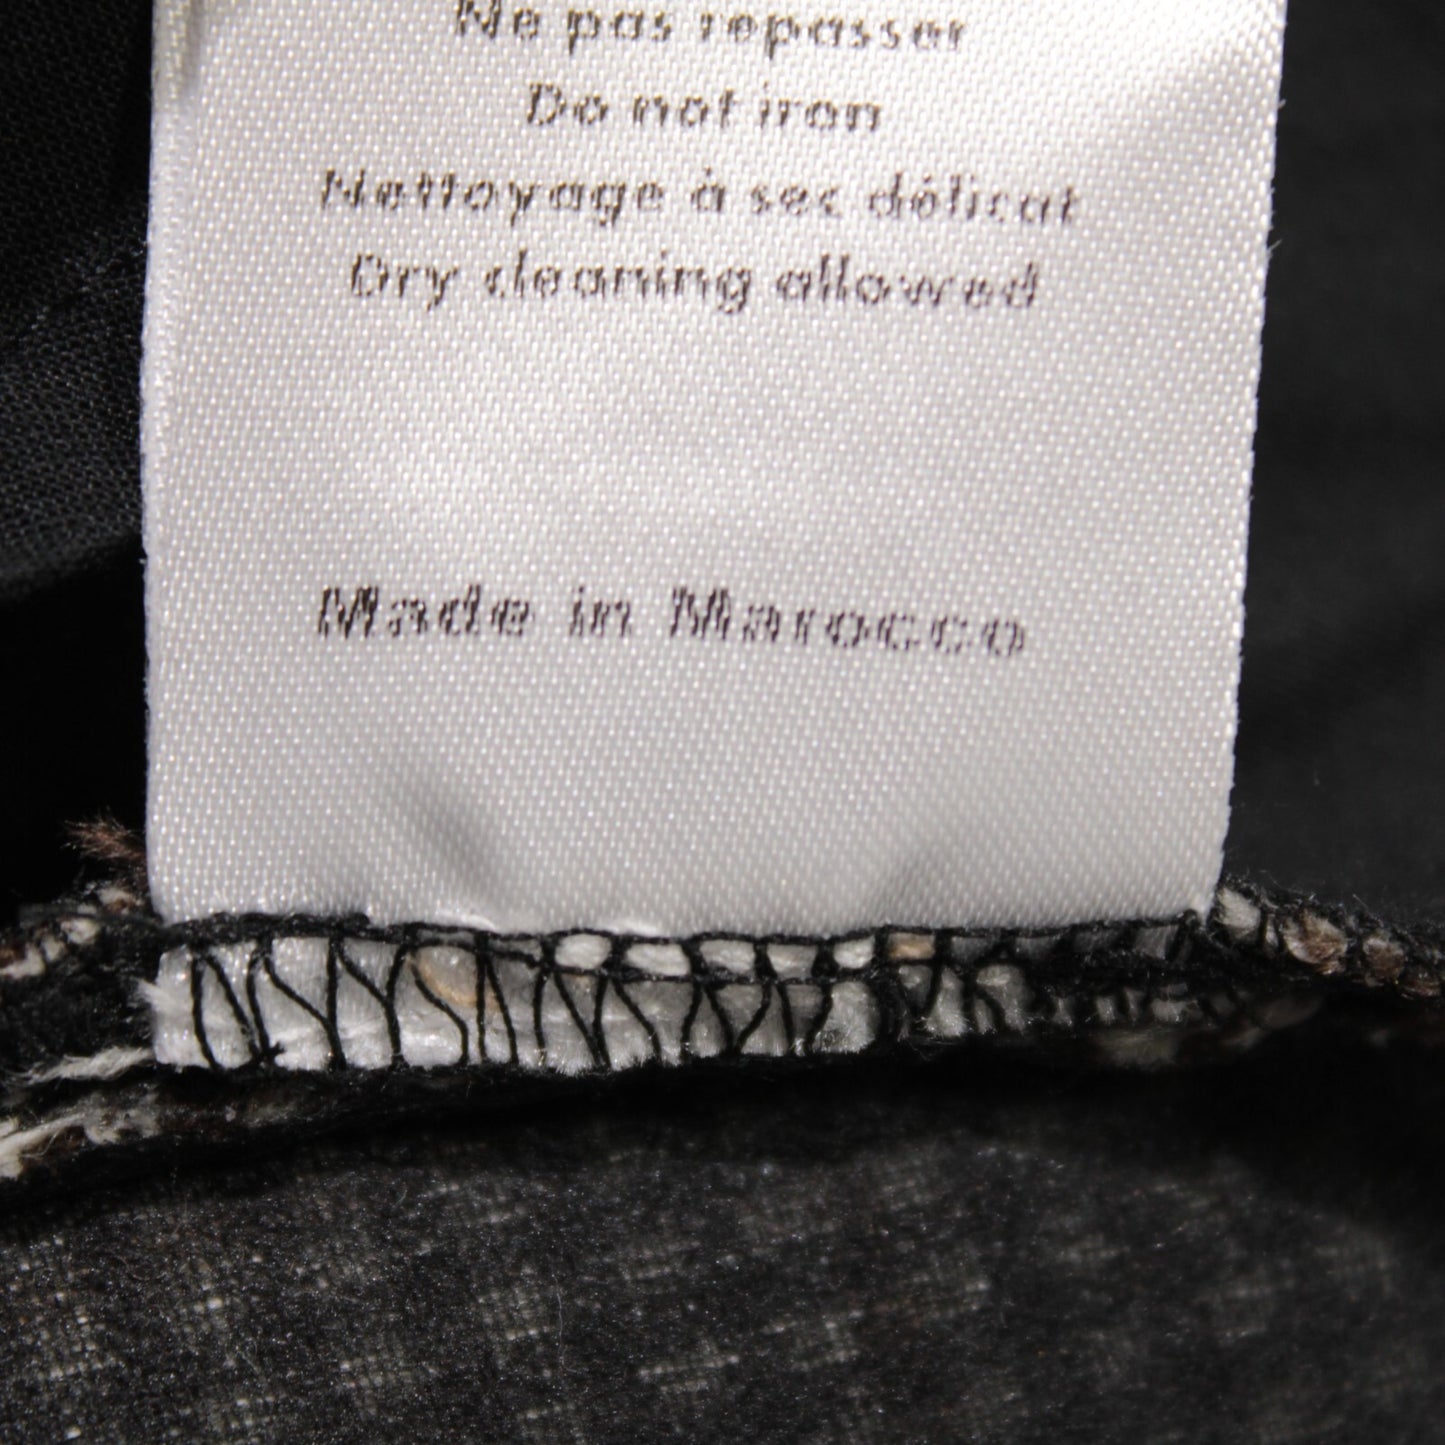 Ne pas repasser
Do not iron
Nettoyage à sec délicat
Dry cleaning allowed
Made in Marocco